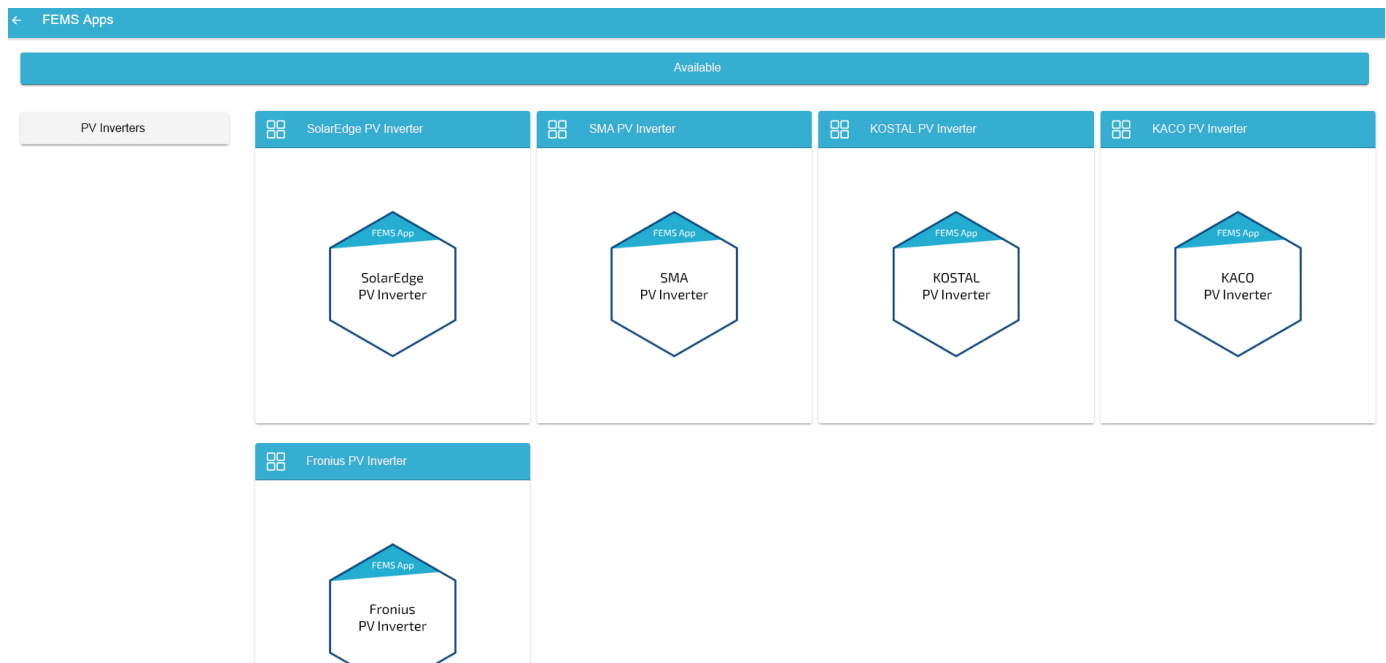 FEMS Apps
Available
PV Inverters
SolarEdge PV Inverter
FEMS App
SolarEdge
PV Inverter
SMA PV Inverter
FEMS App
SMA
PV Inverter
KOSTAL PV Inverter
FEMS App
KOSTAL
PV Inverter
KACO PV Inverter
FEMS App
KACO
PV Inverter
Fronius PV Inverter
FEMS App
Fronius
PV Inverter